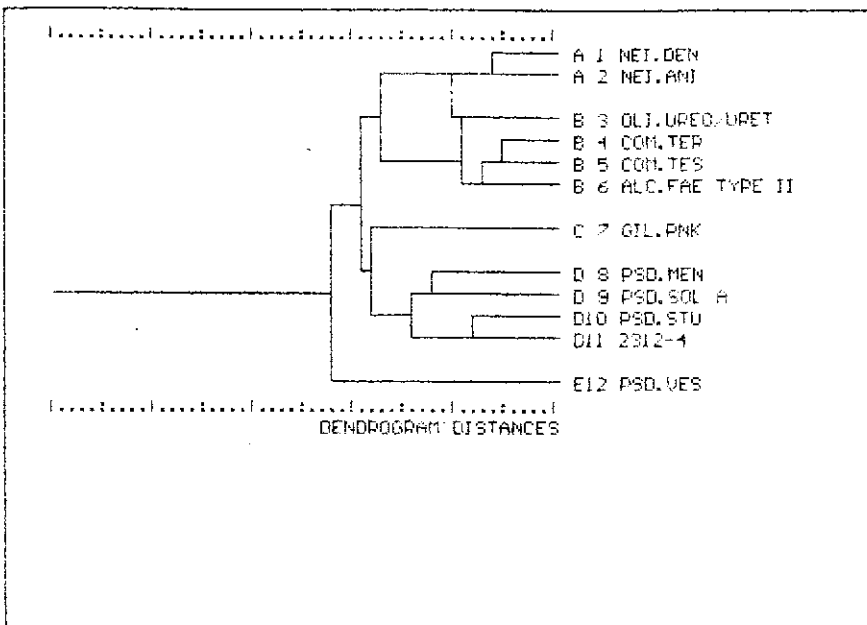 A 1 NEI.DEN
A 2 NEI.ANI
B 3 OLI.UREO/URET
B 4 COM.TER
B 5 COM.TES
B 6 ALC.FAE TYPE II
C 7 GIL.PNK
D 8 PSD.MEN
D 9 PSD.SOL A
D10 PSD.STU
D11 2312-4
E12 PSD.VES
DENDROGRAM DISTANCES